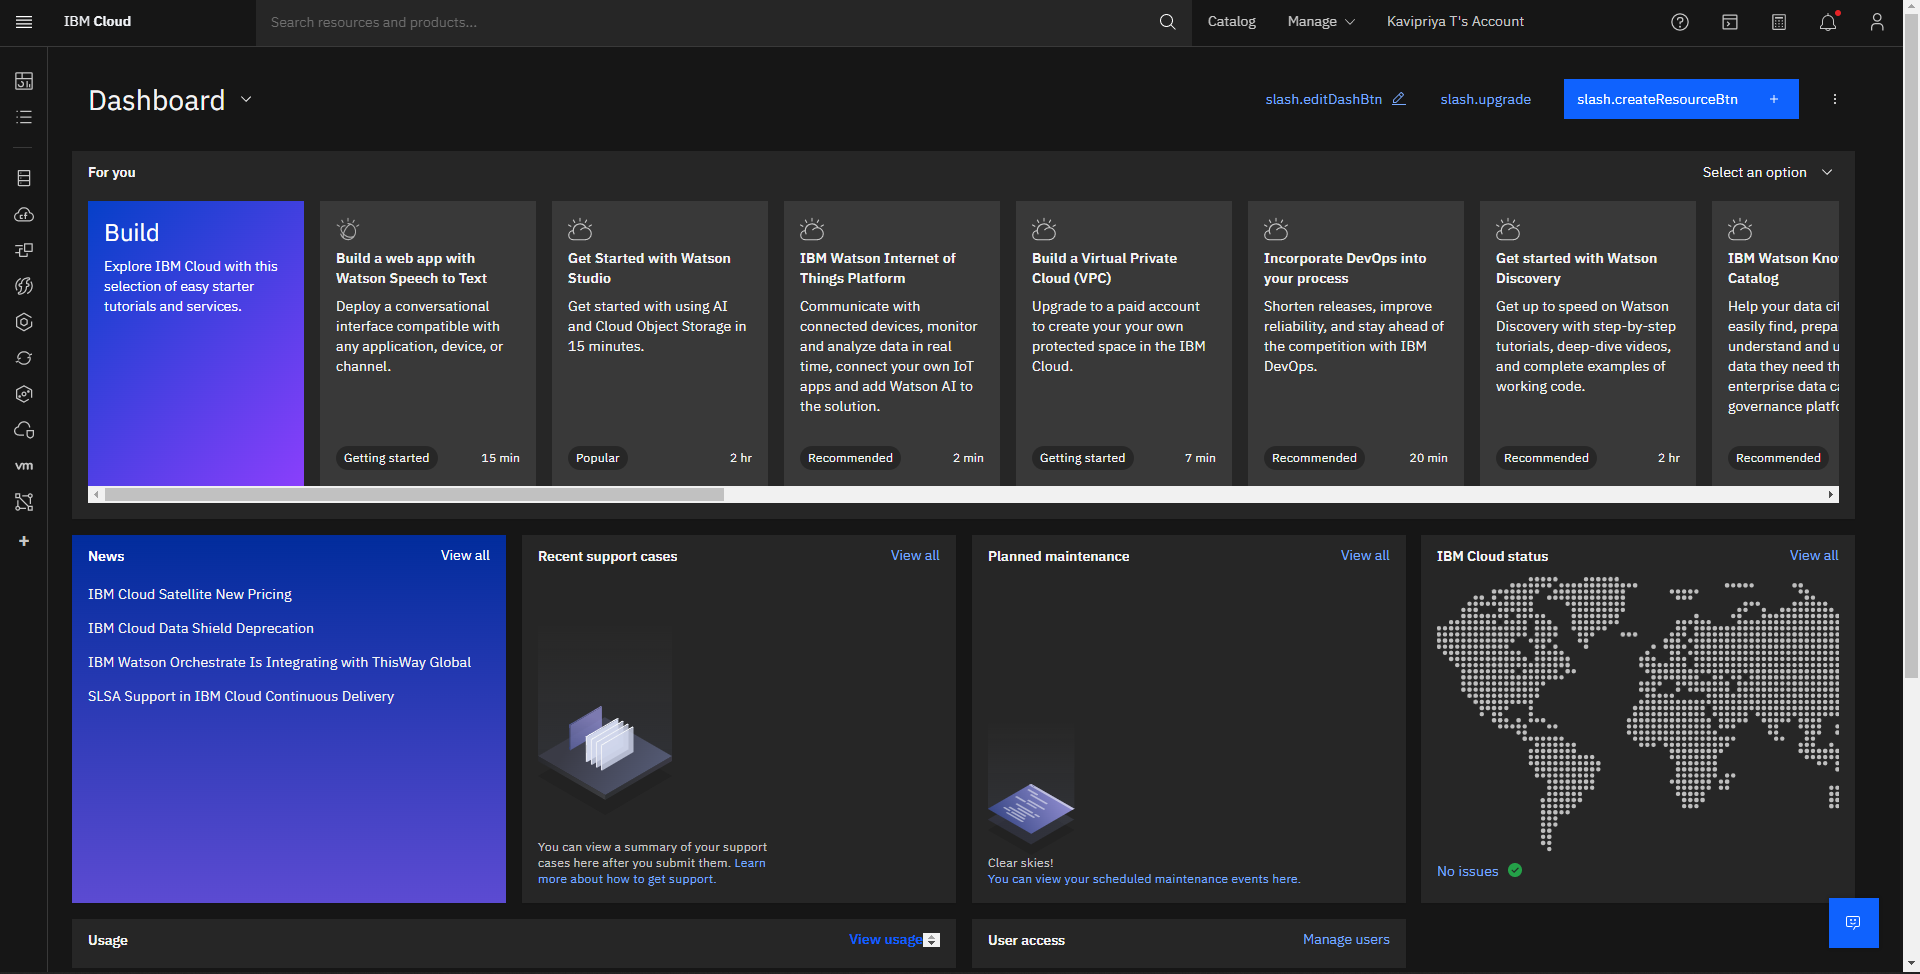 IBM Cloud
Search resources and products...
Catalog
Manage
Kavipriya T's Account
Dashboard
slash.editDashBtn
slash.upgrade
slash.createResourceBtn +
For you
Select an option
Build
Explore IBM Cloud with this
selection of easy starter
tutorials and services.
Build a web app with
Watson Speech to Text
Deploy a conversational
interface compatible with
any application, device, or
channel.
Getting started
15 min
Get Started with Watson
Studio
Get started with using AI
and Cloud Object Storage in
15 minutes.
Popular
2 hr
IBM Watson Internet of
Things Platform
Communicate with
connected devices, monitor
and analyze data in real
time, connect your own IoT
apps and add Watson AI to
the solution.
Recommended
2 min
Build a Virtual Private
Cloud (VPC)
Upgrade to a paid account
to create your your own
protected space in the IBM
Cloud.
Getting started
7 min
Incorporate DevOps into
your process
Shorten releases, improve
reliability, and stay ahead of
the competition with IBM
DevOps.
Recommended
20 min
Get started with Watson
Discovery
Get up to speed on Watson
Discovery with step-by-step
tutorials, deep-dive videos,
and complete examples of
working code.
Recommended
2 hr
IBM Watson Kno
Catalog
Help your data cit
easily find, prepa
understand and u
data they need th
enterprise data ca
governance platfo
Recommended
cf
vm
News
View all
IBM Cloud Satellite New Pricing
IBM Cloud Data Shield Deprecation
IBM Watson Orchestrate Is Integrating with ThisWay Global
SLSA Support in IBM Cloud Continuous Delivery
Recent support cases
View all
You can view a summary of your support
cases here after you submit them. Learn
more about how to get support.
Planned maintenance
View all
Clear skies!
You can view your scheduled maintenance events here.
IBM Cloud status
View all
No issues
Usage
View usage
User access
Manage users